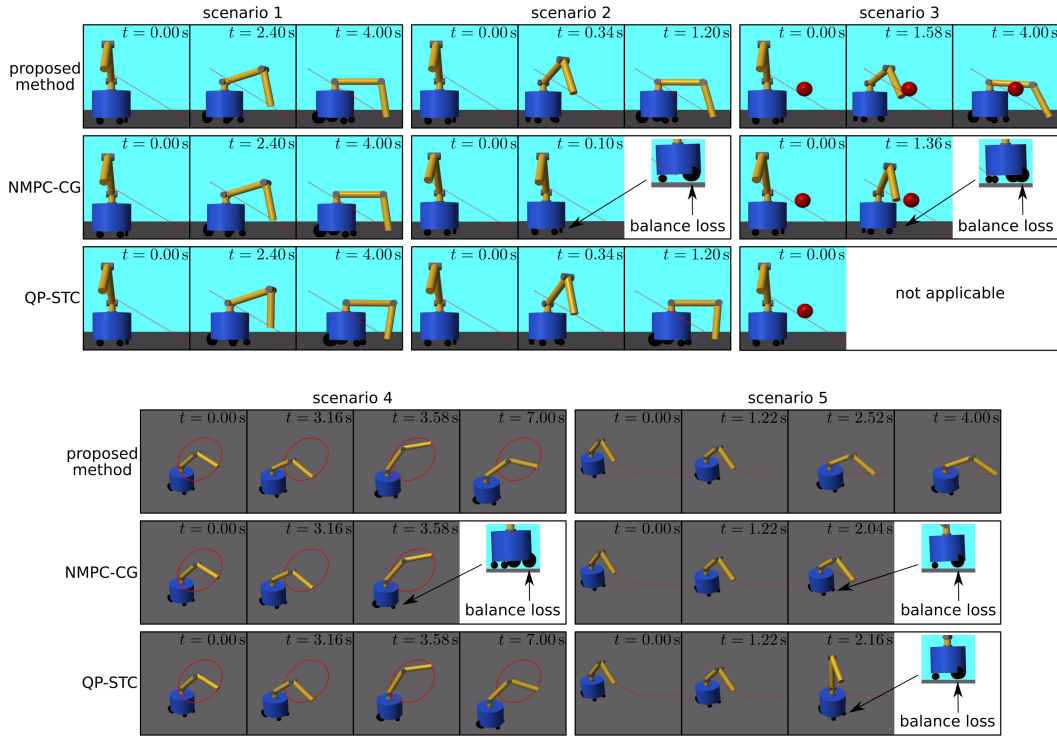 scenario 1
scenario 2
scenario 3
proposed method
t = 0.00 s
t = 2.40 s
t = 4.00 s
t = 0.00 s
t = 0.34 s
t = 1.20 s
t = 0.00 s
t = 1.58 s
t = 4.00 s
NMPC-CG
t = 0.00 s
t = 2.40 s
t = 4.00 s
t = 0.00 s
t = 0.10 s
balance loss
t = 0.00 s
t = 1.36 s
balance loss
QP-STC
t = 0.00 s
t = 2.40 s
t = 4.00 s
t = 0.00 s
t = 0.34 s
t = 1.20 s
t = 0.00 s
not applicable
scenario 4
scenario 5
proposed method
t = 0.00 s
t = 3.16 s
t = 3.58 s
t = 7.00 s
t = 0.00 s
t = 1.22 s
t = 2.52 s
t = 4.00 s
NMPC-CG
t = 0.00 s
t = 3.16 s
t = 3.58 s
balance loss
t = 0.00 s
t = 1.22 s
t = 2.04 s
balance loss
QP-STC
t = 0.00 s
t = 3.16 s
t = 3.58 s
t = 7.00 s
t = 0.00 s
t = 1.22 s
t = 2.16 s
balance loss